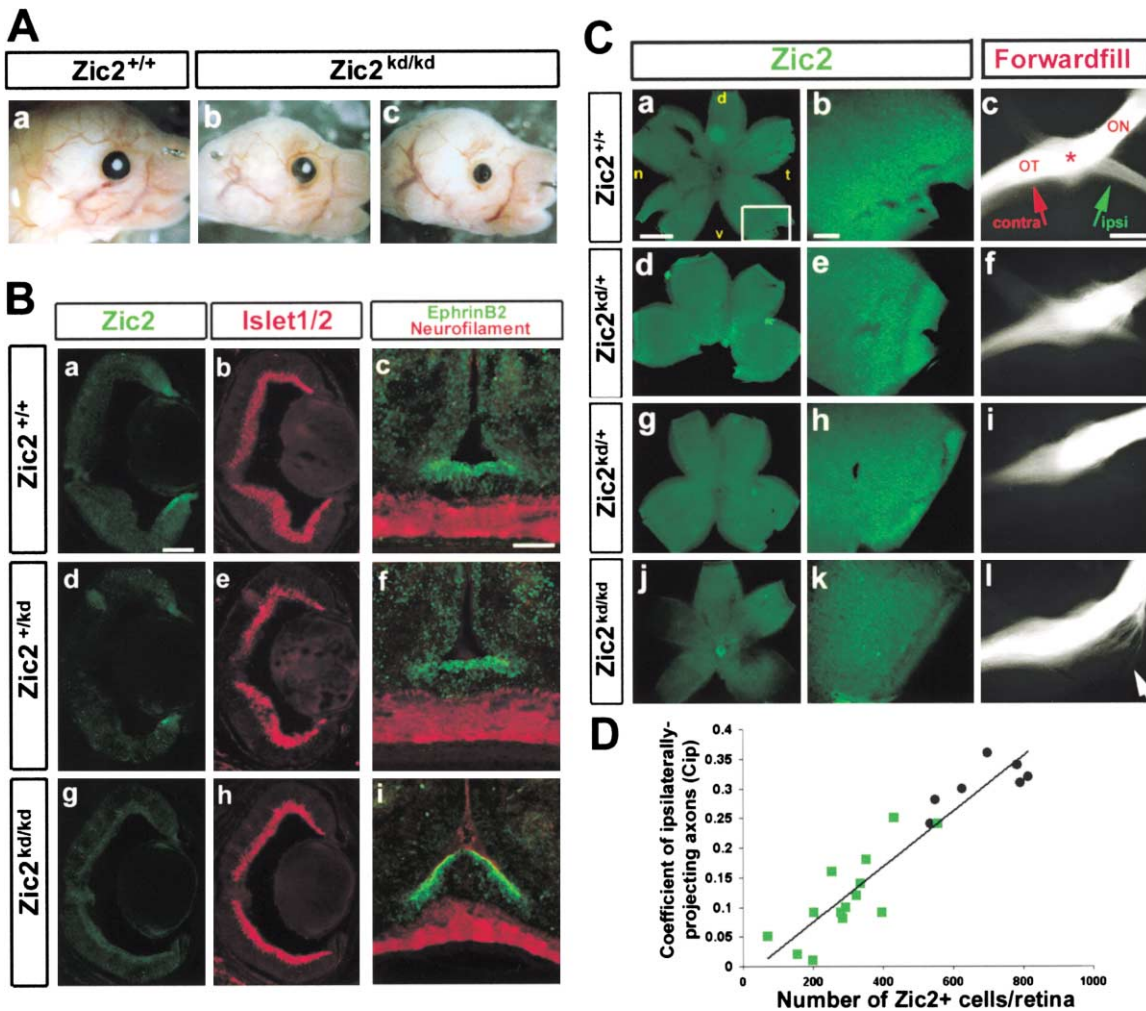 A
Zic2+/+
Zic2kd/kd
a
b
c
B
Zic2
Islet1/2
EphrinB2
Neurofilament
Zic2 +/+
a
b
c
Zic2 +/kd
d
e
f
Zic2 kd/kd
g
h
i
C
Zic2
Forwardfill
Zic2+/+
a
d
n
t
v
b
c
ON
OT
*
contra
ipsi
Zic2kd/+
d
e
f
Zic2kd/+
g
h
i
Zic2kd/kd
j
k
l
D
Coefficient of ipsilaterally-
projecting axons (Cip)
0.4
0.35
0.3
0.25
0.2
0.15
0.1
0.05
0
0 200 400 600 800 1000
Number of Zic2+ cells/retina